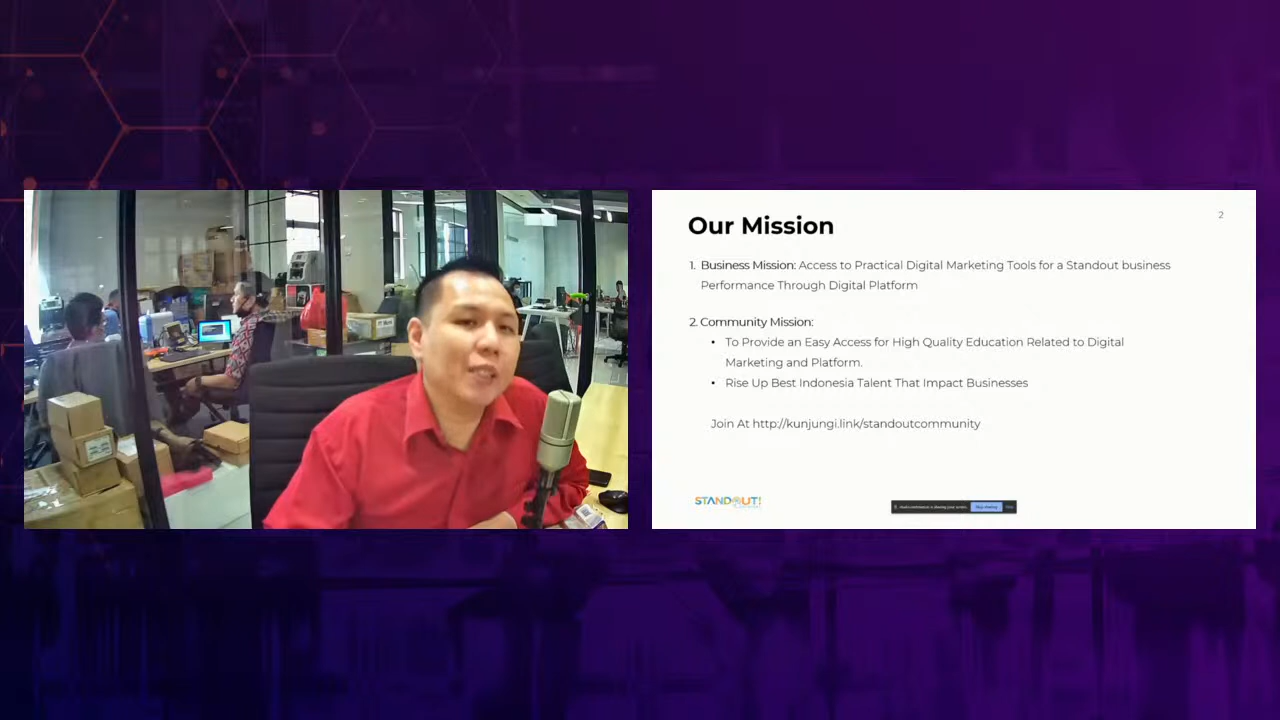 Our Mission
2
1. Business Mission: Access to Practical Digital Marketing Tools for a Standout business
Performance Through Digital Platform
2. Community Mission:
• To Provide an Easy Access for High Quality Education Related to Digital
Marketing and Platform.
• Rise Up Best Indonesia Talent That Impact Businesses
Join At http://kunjungi.link/standoutcommunity
STANDOUT!
Stop sharing